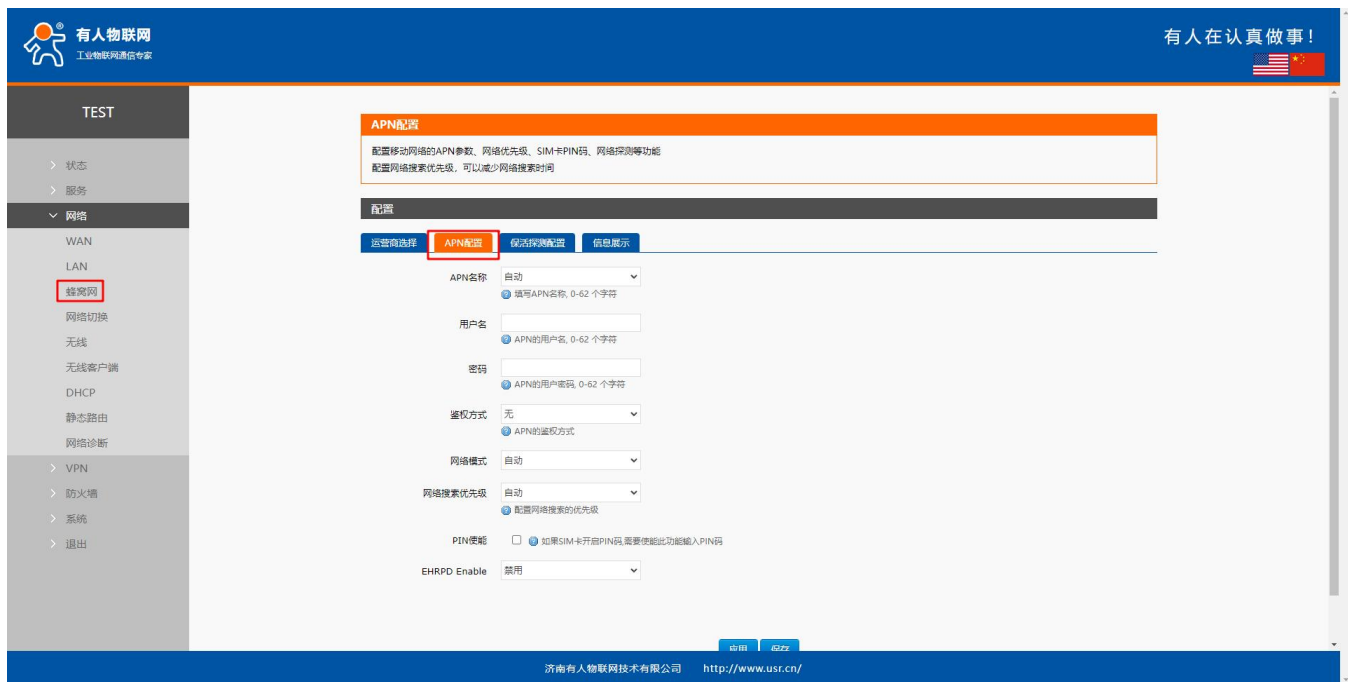 有人物联网
®
工业物联网通信专家
有人在认真做事！
TEST
状态
服务
网络
WAN
LAN
蜂窝网
网络切换
无线
无线客户端
DHCP
静态路由
网络诊断
VPN
防火墙
系统
退出
APN配置
配置移动网络的APN参数、网络优先级、SIM卡PIN码、网络探测等功能
配置网络搜索优先级，可以减少网络搜索时间
配置
运营商选择 APN配置 保活探测配置 信息展示
APN名称 自动
填写APN名称, 0-62 个字符
用户名
APN的用户名, 0-62 个字符
密码
APN的用户密码, 0-62 个字符
鉴权方式 无
APN的鉴权方式
网络模式 自动
网络搜索优先级 自动
配置网络搜索的优先级
PIN使能 如果SIM卡开启PIN码,需要使能此功能输入PIN码
EHRPD Enable 禁用
应用 保存
济南有人物联网技术有限公司 http://www.usr.cn/